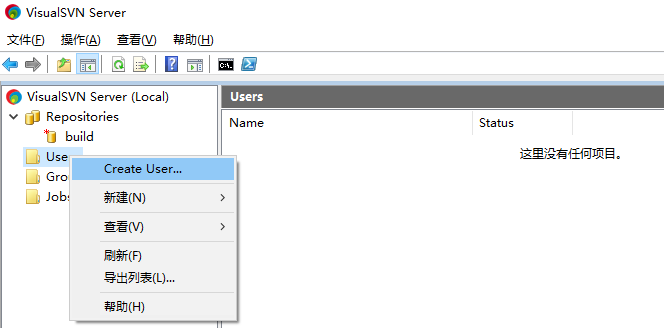 VisualSVN Server
文件(F) 操作(A) 查看(V) 帮助(H)
VisualSVN Server (Local)
Repositories
build
Use
Gro
Jobs
Create User...
新建(N)
查看(V)
刷新(F)
导出列表(L)...
帮助(H)
Users
Name Status
这里没有任何项目。